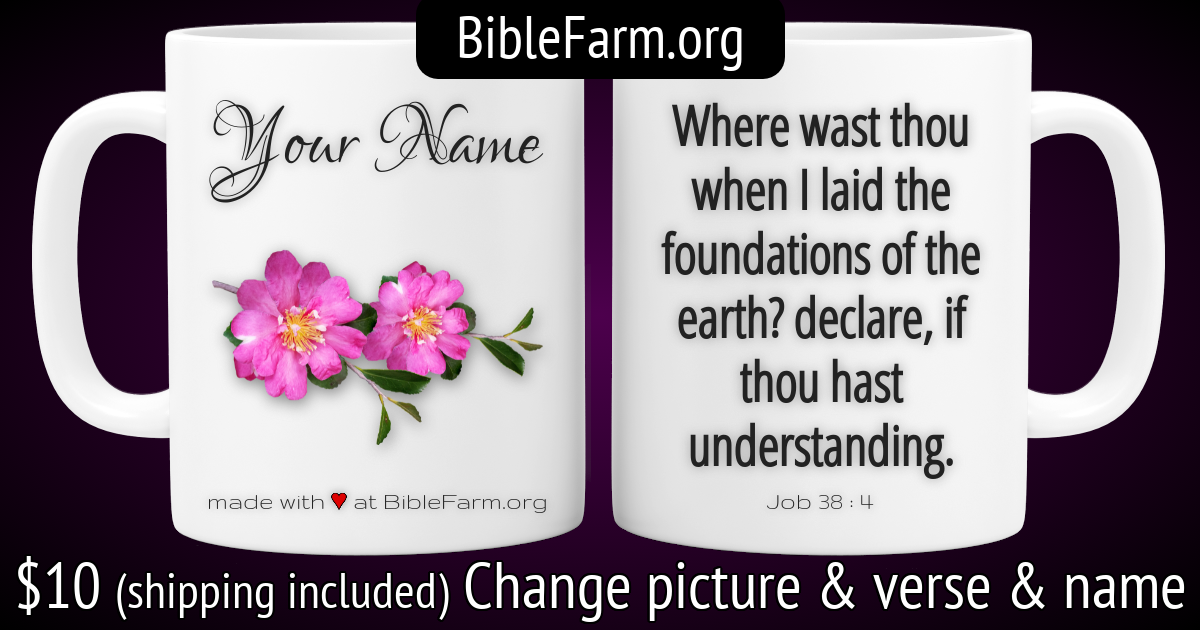 BibleFarm.org
Your Name
made with ♥ at BibleFarm.org
Where wast thou
when I laid the
foundations of the
earth? declare, if
thou hast
understanding.
Job 38 : 4
$10 (shipping included) Change picture & verse & name